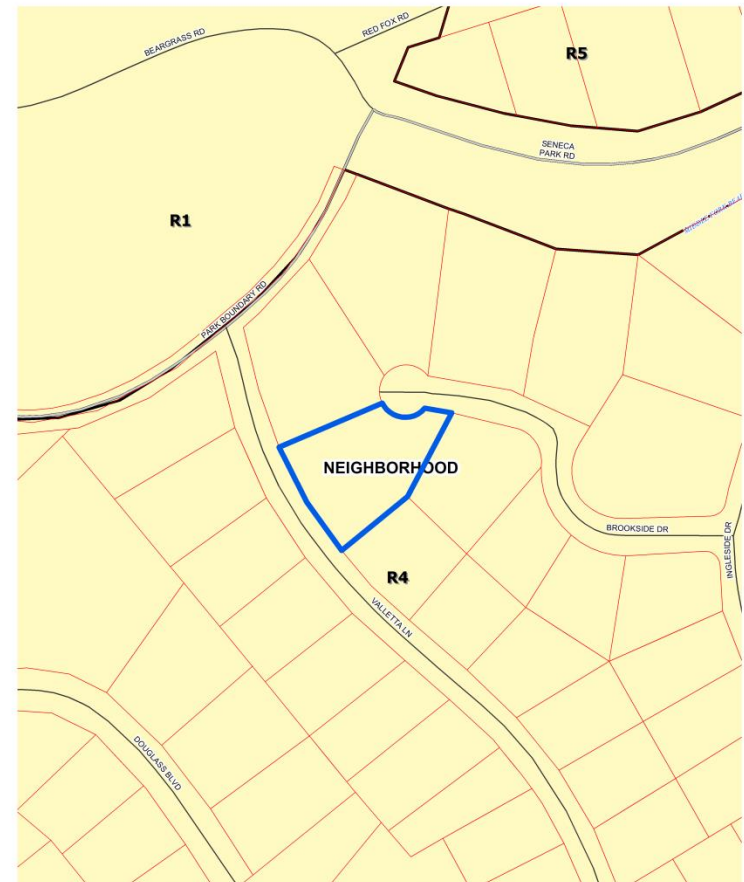 BEARGRASS RD
RED FOX RD
R5
SENECA
PARK RD
R1
PARK BOUNDARY RD
NEIGHBORHOOD
BROOKSIDE DR
INGLESIDE DR
R4
VALLETTA LN
DOUGLASS BLVD